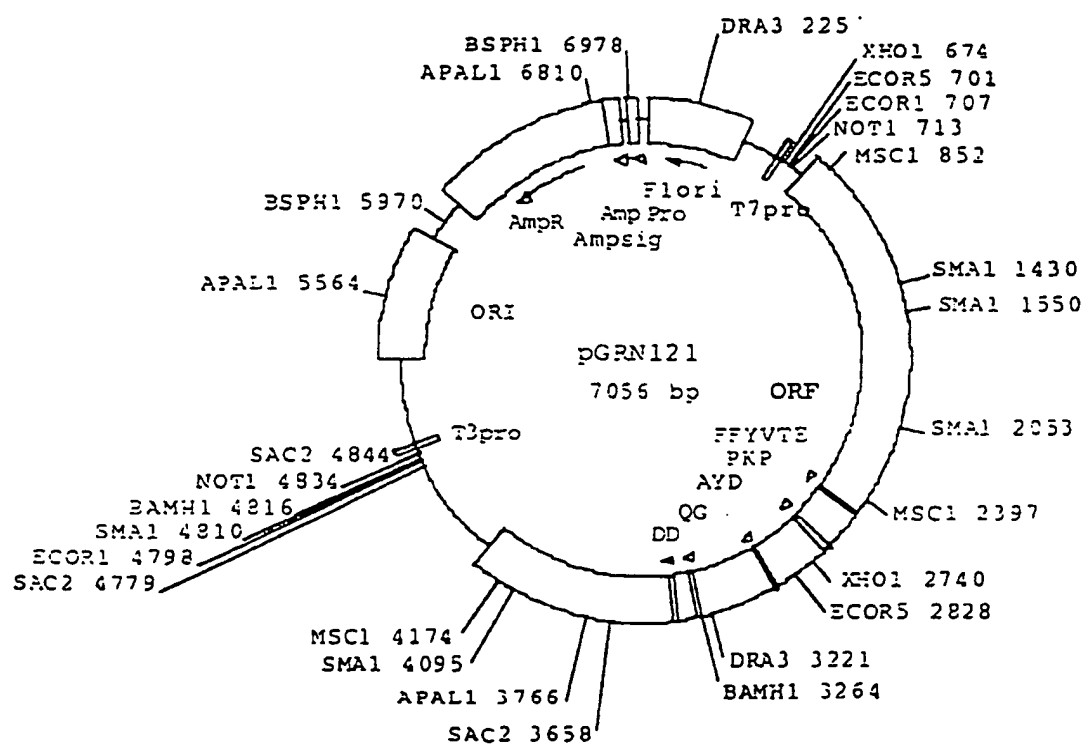 DRA3 225
BSPH1 6978
APAL1 6810
XHO1 674
ECOR5 701
ECOR1 707
NOT1 713
MSC1 852
Flori
T7pro
AmpR
Amp Pro
Ampsig
BSPH1 5970
APAL1 5564
ORI
SMA1 1430
SMA1 1550
pGRN121
7056 bp
ORF
SMA1 2053
FFYVTE
PKP
AYD
QG
DD
T3pro
SAC2 4844
NOT1 4834
BAMH1 4816
SMA1 4810
ECOR1 4798
SAC2 4779
MSC1 2397
XHO1 2740
ECOR5 2828
MSC1 4174
SMA1 4095
APAL1 3766
SAC2 3658
DRA3 3221
BAMH1 3264